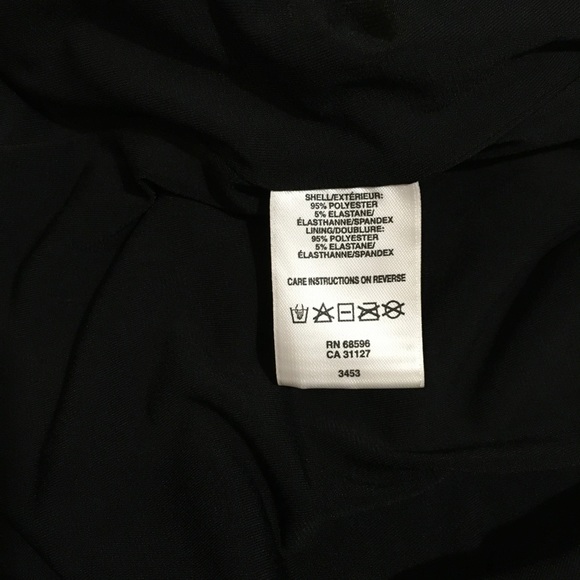 SHELL/EXTÉRIEUR:
95% POLYESTER
5% ELASTANE/
ÉLASTHANNE/SPANDEX
LINING/DOUBLURE:
95% POLYESTER
5% ELASTANE/
ÉLASTHANNE/SPANDEX
CARE INSTRUCTIONS ON REVERSE
RN 68596
CA 31127
3453